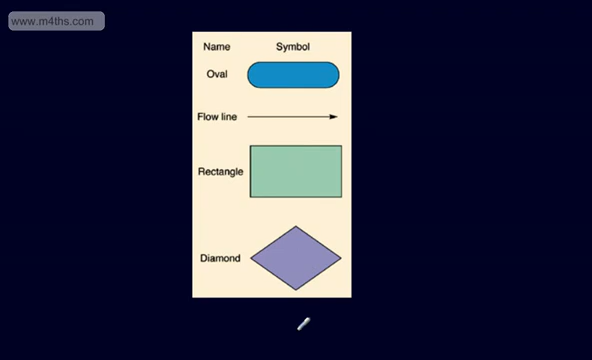 www.m4ths.com
Name Symbol
Oval
Flow line
Rectangle
Diamond